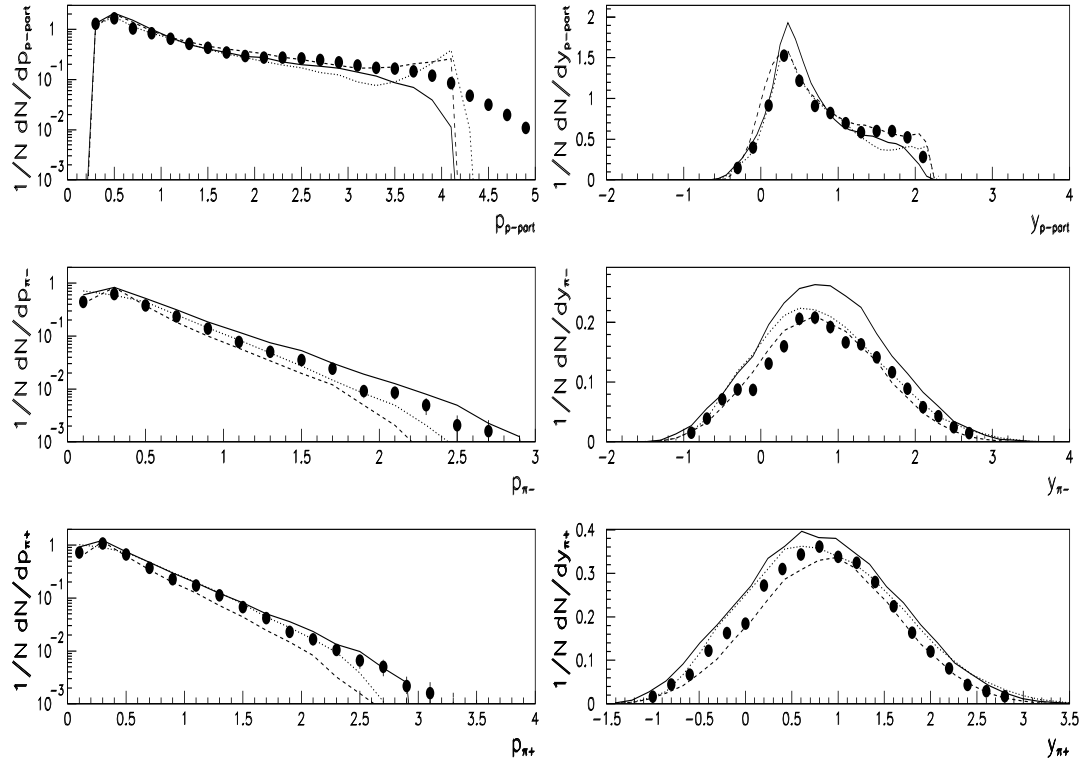 1/N dN/dp_p-part
1
10^-1
10^-2
10^-3
0 0.5 1 1.5 2 2.5 3 3.5 4 4.5 5
p_p-part
1/N dN/dy_p-part
2
1.5
1
0.5
0
-2 -1 0 1 2 3 4
y_p-part
1/N dN/dp_π-
1
10^-1
10^-2
10^-3
0 0.5 1 1.5 2 2.5 3
p_π-
1/N dN/dy_π-
0.2
0.1
0
-2 -1 0 1 2 3 4
y_π-
1/N dN/dp_π+
1
10^-1
10^-2
10^-3
0 0.5 1 1.5 2 2.5 3 3.5 4
p_π+
1/N dN/dy_π+
0.4
0.3
0.2
0.1
0
-1.5 -1 -0.5 0 0.5 1 1.5 2 2.5 3 3.5
y_π+